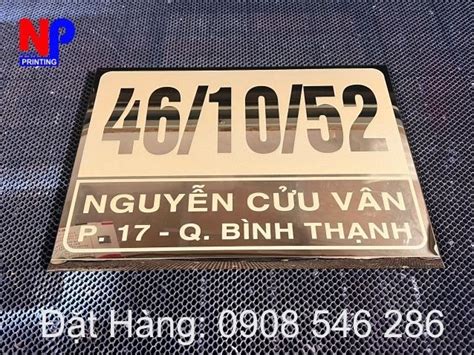 NP
PRINTING
46/10/52
NGUYỄN CỬU VÂN
P. 17 - Q. BÌNH THẠNH
Đặt Hàng: 0908 546 286